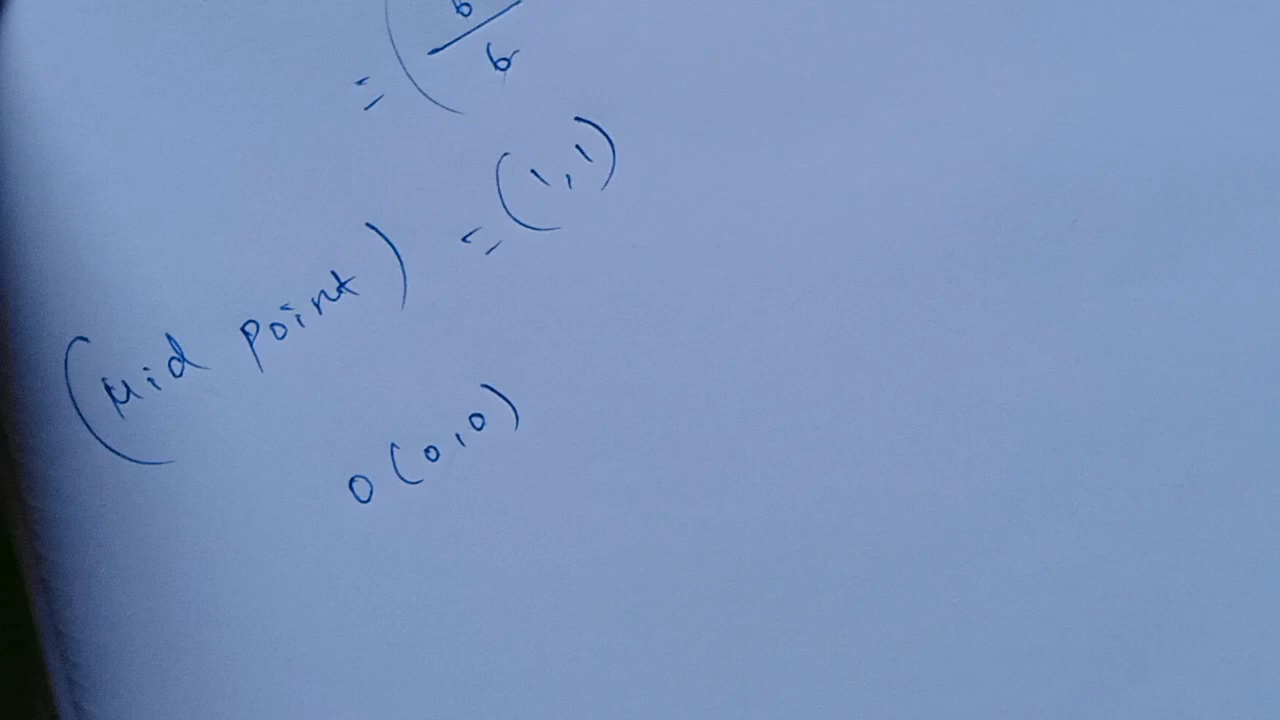 = ( 6/6
(Mid point) = (1,1)
O(0,0)